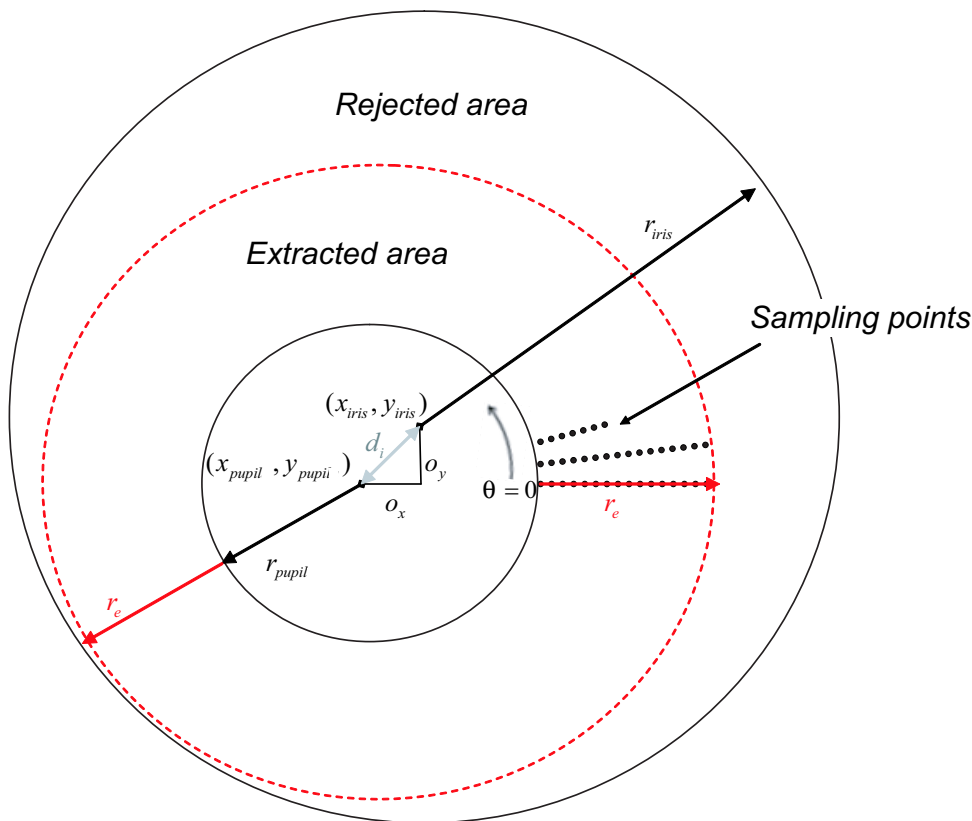 Rejected area
r_iris
Extracted area
Sampling points
(x_iris, y_iris)
d_i
(x_pupil, y_pupil)
o_y
θ = 0
o_x
r_e
r_pupil
r_e